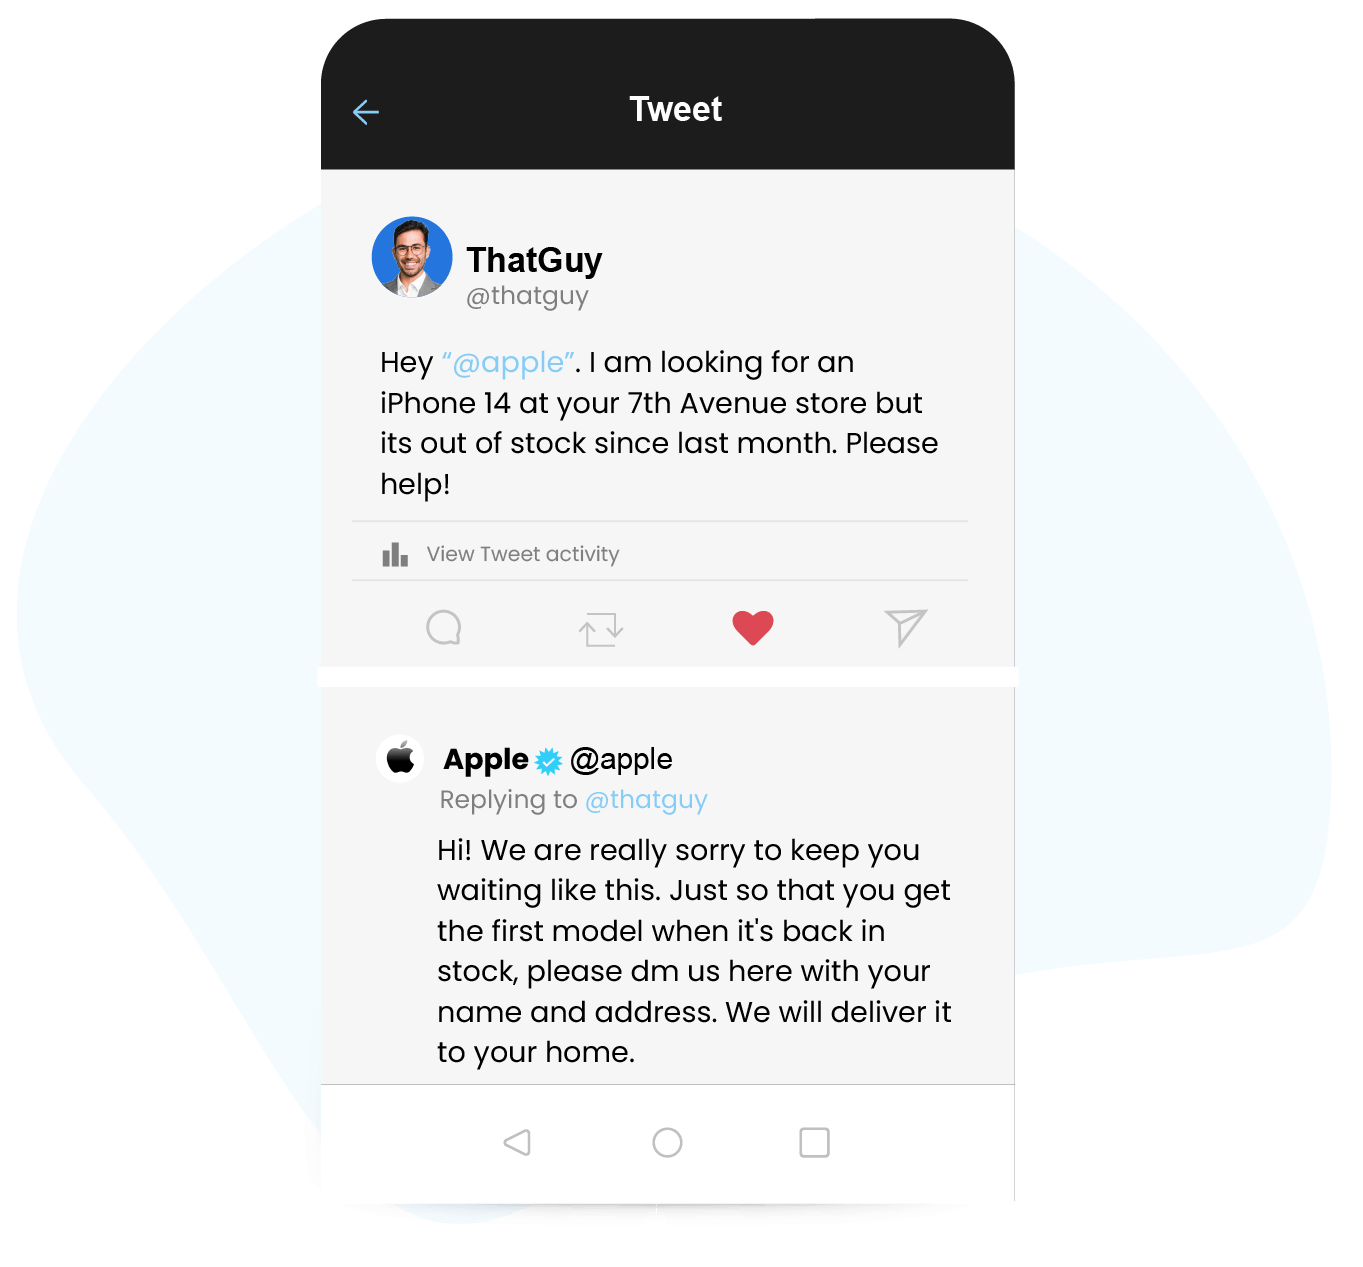 Tweet
ThatGuy
@thatguy
Hey “@apple”. I am looking for an
iPhone 14 at your 7th Avenue store but
its out of stock since last month. Please
help!
View Tweet activity
Apple @apple
Replying to @thatguy
Hi! We are really sorry to keep you
waiting like this. Just so that you get
the first model when it's back in
stock, please dm us here with your
name and address. We will deliver it
to your home.